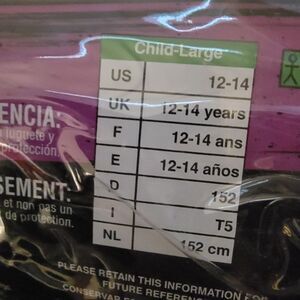 Child-Large
US 12-14
UK 12-14 years
F 12-14 ans
E 12-14 años
D 152
I T5
NL 152 cm
ENCIA:
juguete y
protección.
SEMENT:
et non pas un
de protection.
PLEASE RETAIN THIS INFORMATION FOR
FUTURE REFERENCE
CONSERVAR